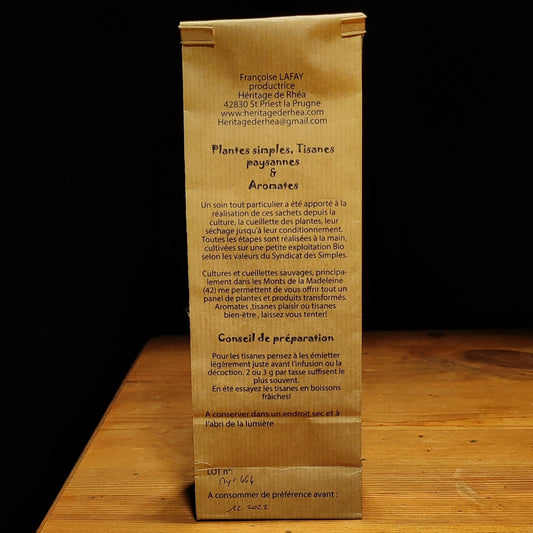 Françoise LAFAY
productrice
Héritage de Rhéa
42830 St Priest la Prugne
www.heritagederhea.com
Heritagederhea@gmail.com
Plantes simples, Tisanes
paysannes
&
Aromates
Un soin tout particulier a été apporté à la
réalisation de ces sachets depuis la
culture, la cueillette des plantes, leur
séchage jusqu'à leur conditionnement.
Toutes les étapes sont réalisées à la main,
cultivées sur une petite exploitation Bio
selon les valeurs du Syndicat des Simples.
Cultures et cueillettes sauvages, principa-
lement dans les Monts de la Madeleine
(42) me permettent de vous offrir tout un
panel de plantes et produits transformés.
Aromates ,tisanes plaisir ou tisanes
bien-être , laissez vous tenter!
Conseil de préparation
Pour les tisanes pensez à les émietter
légèrement juste avant l'infusion ou la
décoction. 2 ou 3 g par tasse suffisent le
plus souvent.
En été essayez les tisanes en boissons
fraîches!
A conserver dans un endroit sec et à
l'abri de la lumière
LOT n°:
A consommer de préférence avant :
12.2022